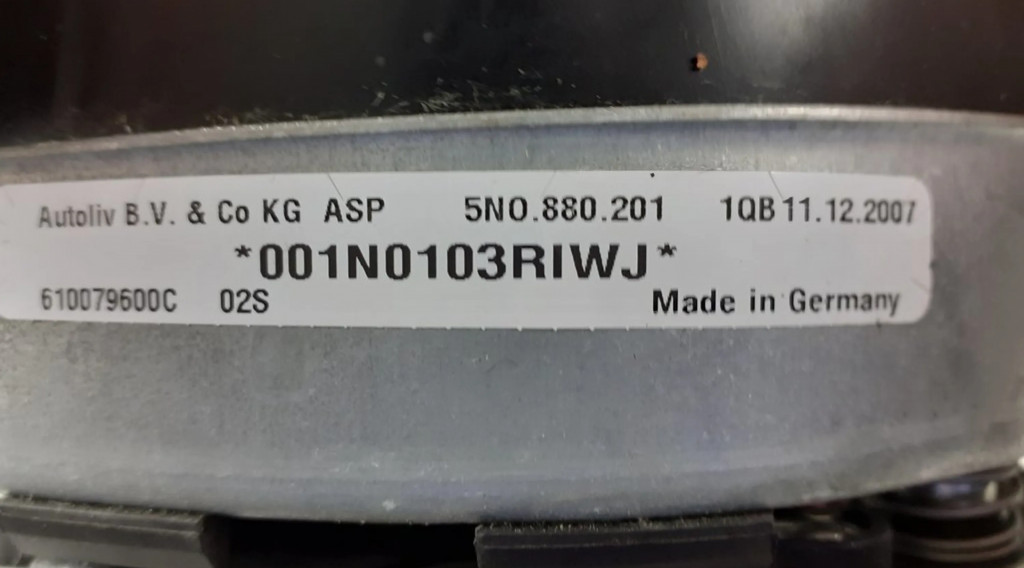 Autoliv B.V. & Co KG ASP 5N0.880.201 1QB 11.12.2007
*001N0103RIWJ*
610079600C 02S Made in Germany